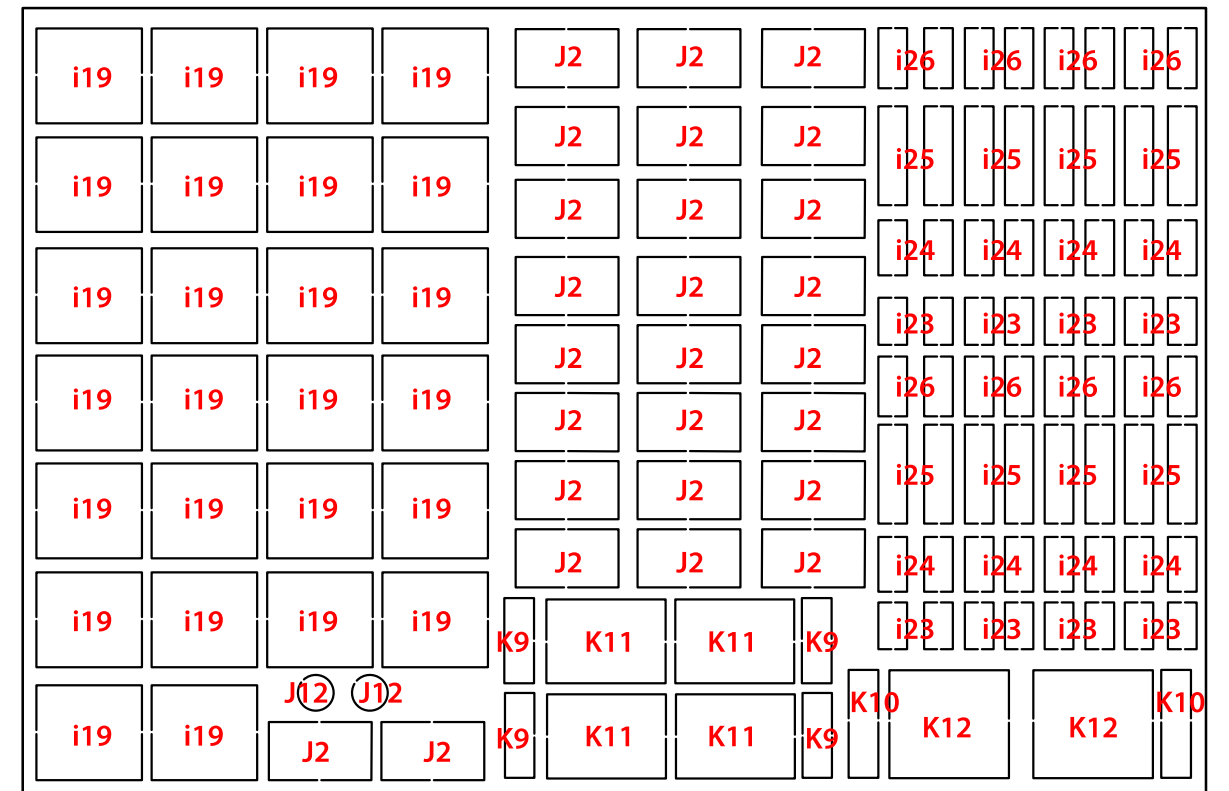 i19 i19 i19 i19 J2 J2 J2 i26 i26 i26 i26
i19 i19 i19 i19 J2 J2 J2 i25 i25 i25 i25
J2 J2 J2
i24 i24 i24 i24
i19 i19 i19 i19 J2 J2 J2
i23 i23 i23 i23
J2 J2 J2
i19 i19 i19 i19 i26 i26 i26 i26
J2 J2 J2
i25 i25 i25 i25
i19 i19 i19 i19 J2 J2 J2
J2 J2 J2 i24 i24 i24 i24
i19 i19 i19 i19 i23 i23 i23 i23
K9 K11 K11 K9
J12 J12 K10 K10
i19 i19 K9 K11 K11 K9 K12 K12
J2 J2